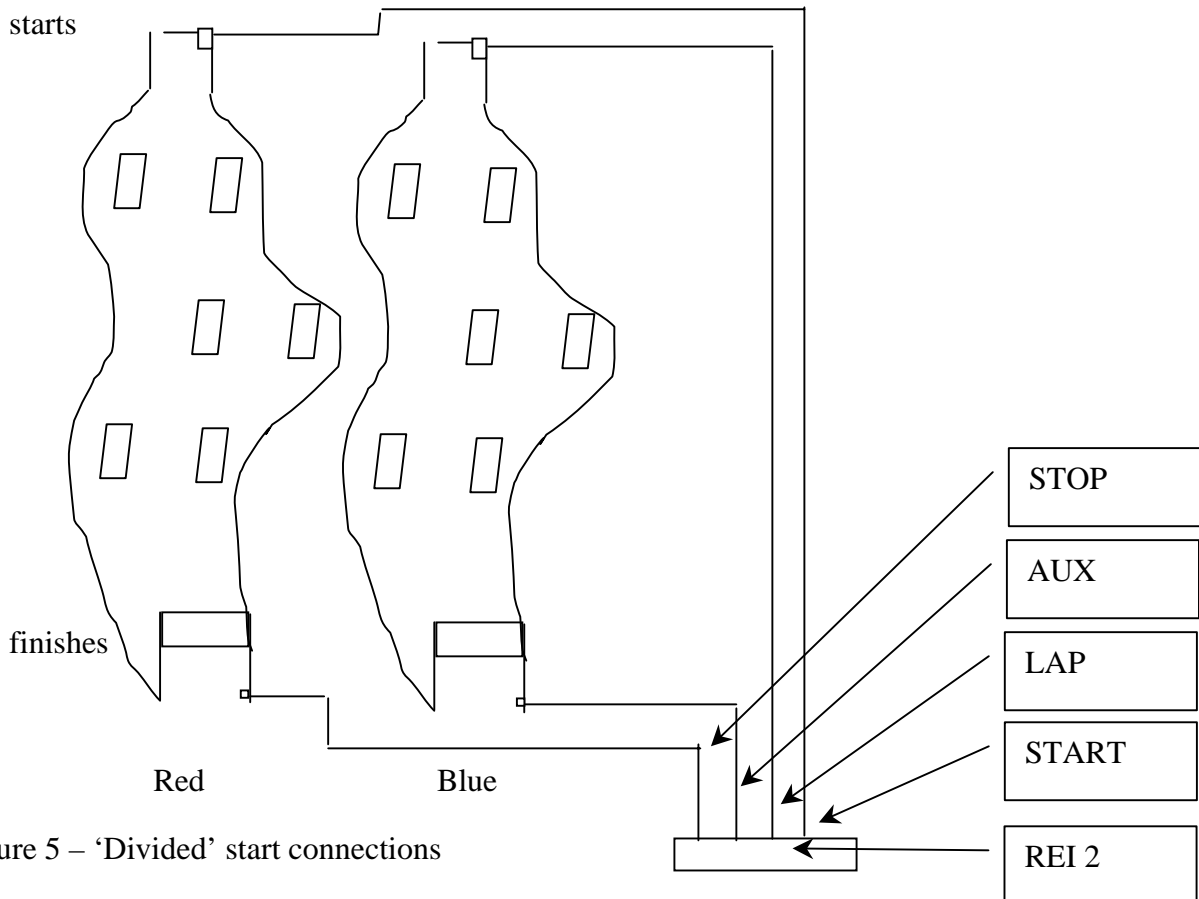 starts
STOP
AUX
LAP
finishes
START
Red Blue
ure 5 – ‘Divided’ start connections
REI 2